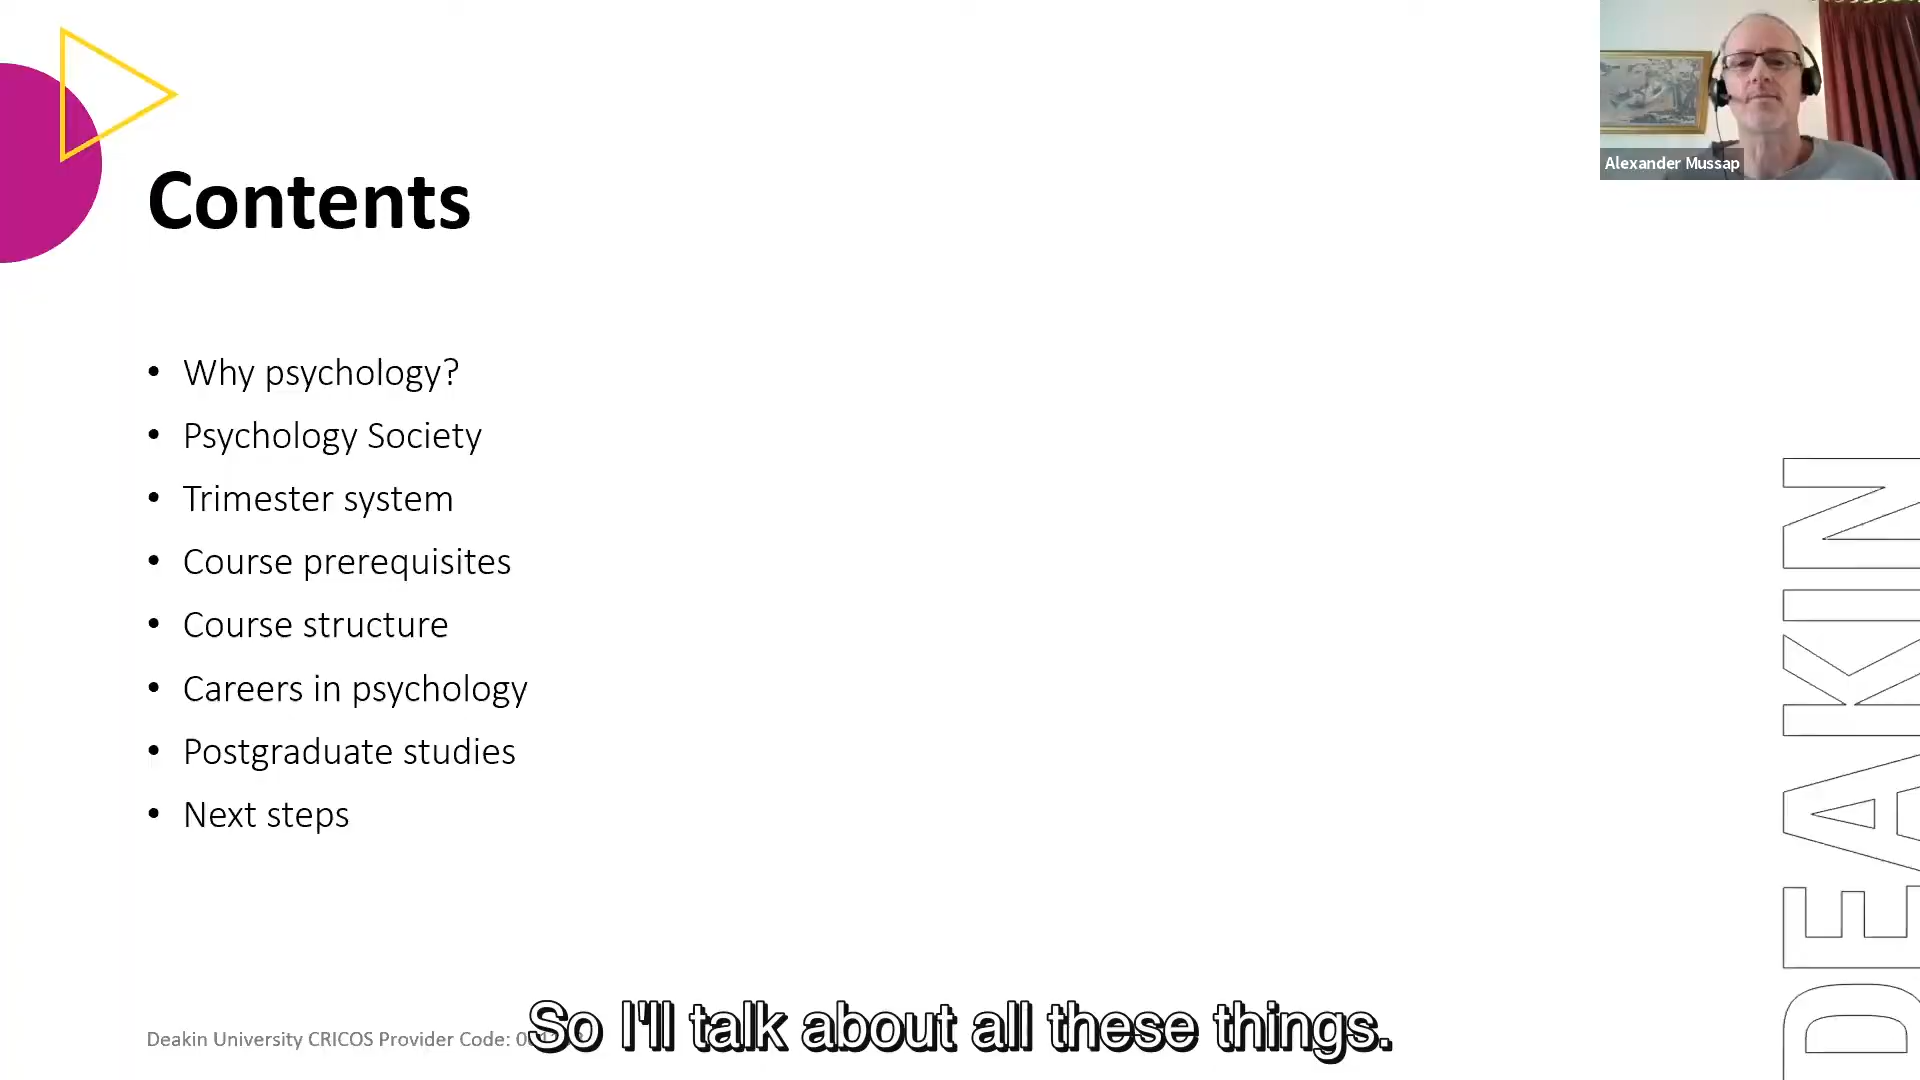 Alexander Mussap
Contents
• Why psychology?
• Psychology Society
• Trimester system
• Course prerequisites
• Course structure
• Careers in psychology
• Postgraduate studies
• Next steps
DEAKIN
Deakin University CRICOS Provider Code:
So I'll talk about all these things.